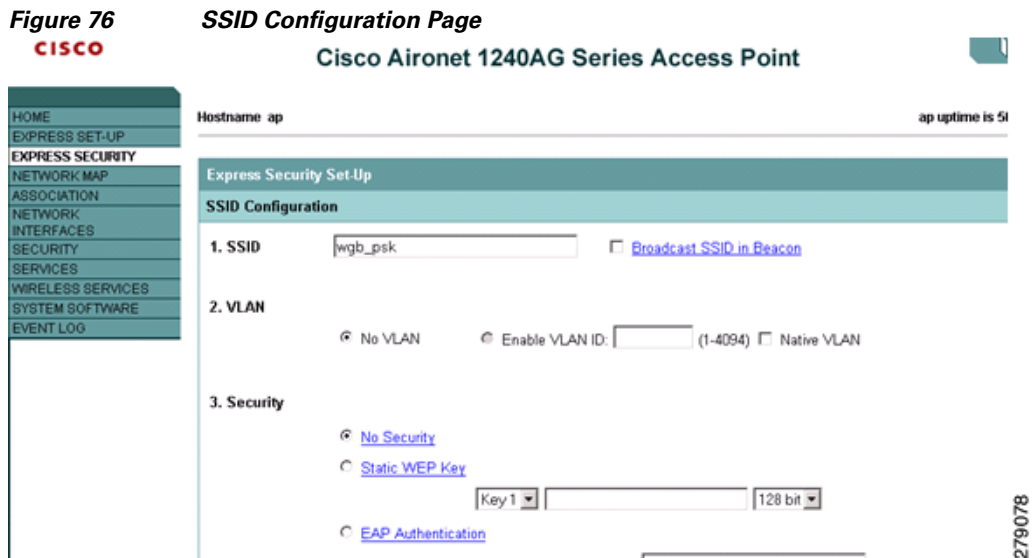 Figure 76 SSID Configuration Page
CISCO
Cisco Aironet 1240AG Series Access Point
HOME
EXPRESS SET-UP
EXPRESS SECURITY
NETWORK MAP
ASSOCIATION
NETWORK
INTERFACES
SECURITY
SERVICES
WIRELESS SERVICES
SYSTEM SOFTWARE
EVENT LOG
Hostname ap
ap uptime is
Express Security Set-Up
SSID Configuration
1. SSID wgb_psk Broadcast SSID in Beacon
2. VLAN
No VLAN Enable VLAN ID: (1-4094) Native VLAN
3. Security
No Security
Static WEP Key
Key 1 128 bit
EAP Authentication
279078